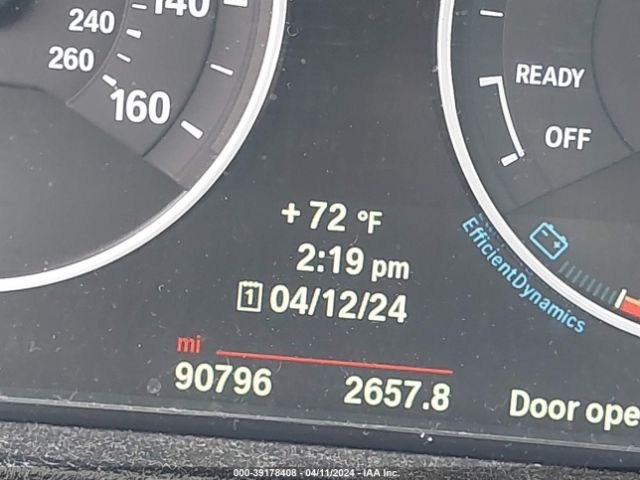 140
240
260
160
READY
OFF
+ 72 °F
2:19 pm
1 04/12/24
EfficientDynamics
mi
90796 2657.8 Door ope
000-39178408 - 04/11/2024 - IAA Inc.